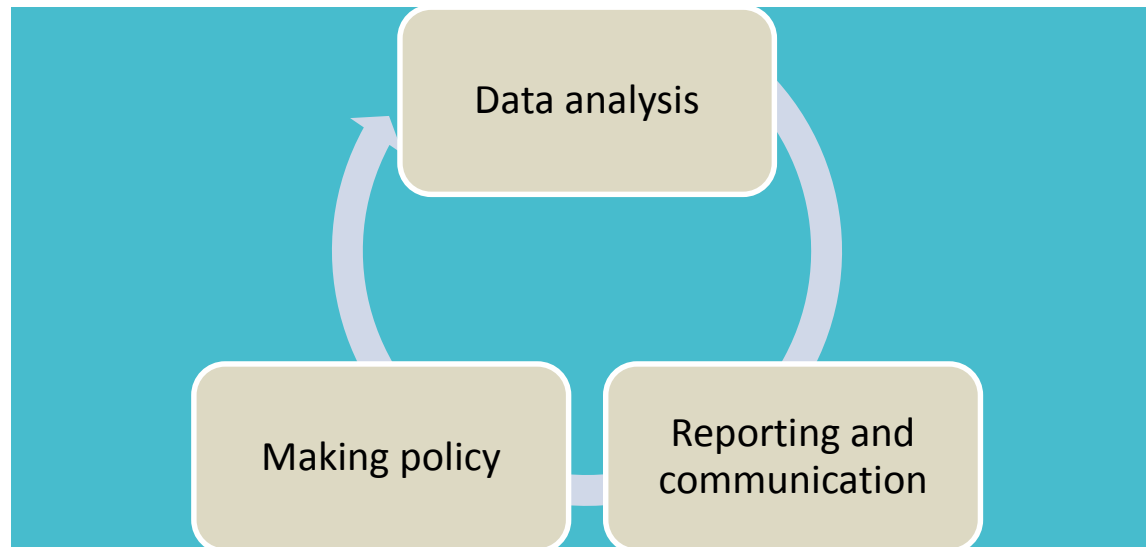 Data analysis
Reporting and
communication
Making policy